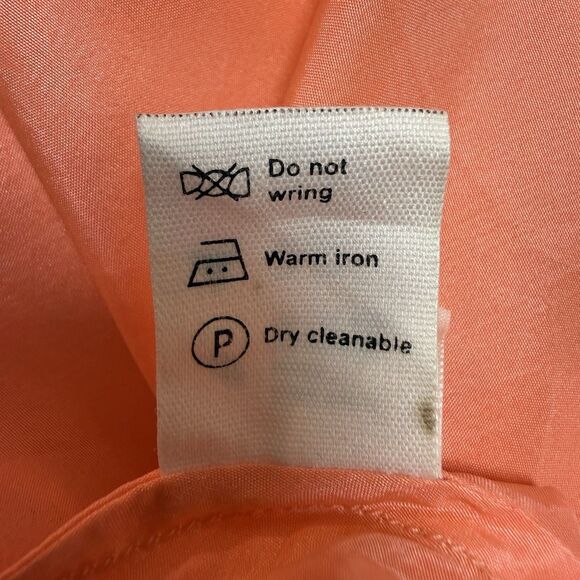 Do not
wring
Warm iron
P
Dry cleanable